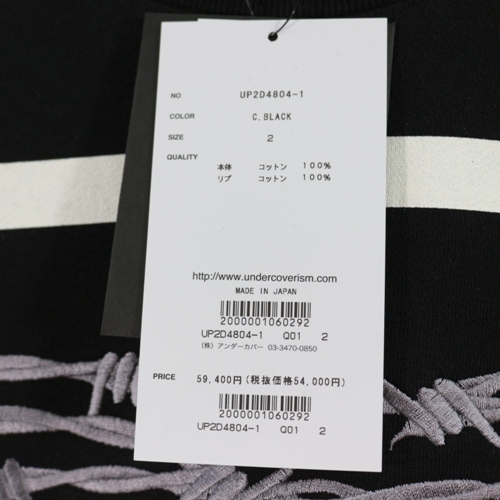 NO UP2D4804-1
COLOR C.BLACK
SIZE 2
QUALITY
本体 コットン 100%
リブ コットン 100%
http://www.undercoverism.com
MADE IN JAPAN
2000001060292
UP2D4804-1 Q01 2
(株) アンダーカバー 03-3470-0850
PRICE 59,400円(税抜価格54,000円)
2000001060292
UP2D4804-1 Q01 2